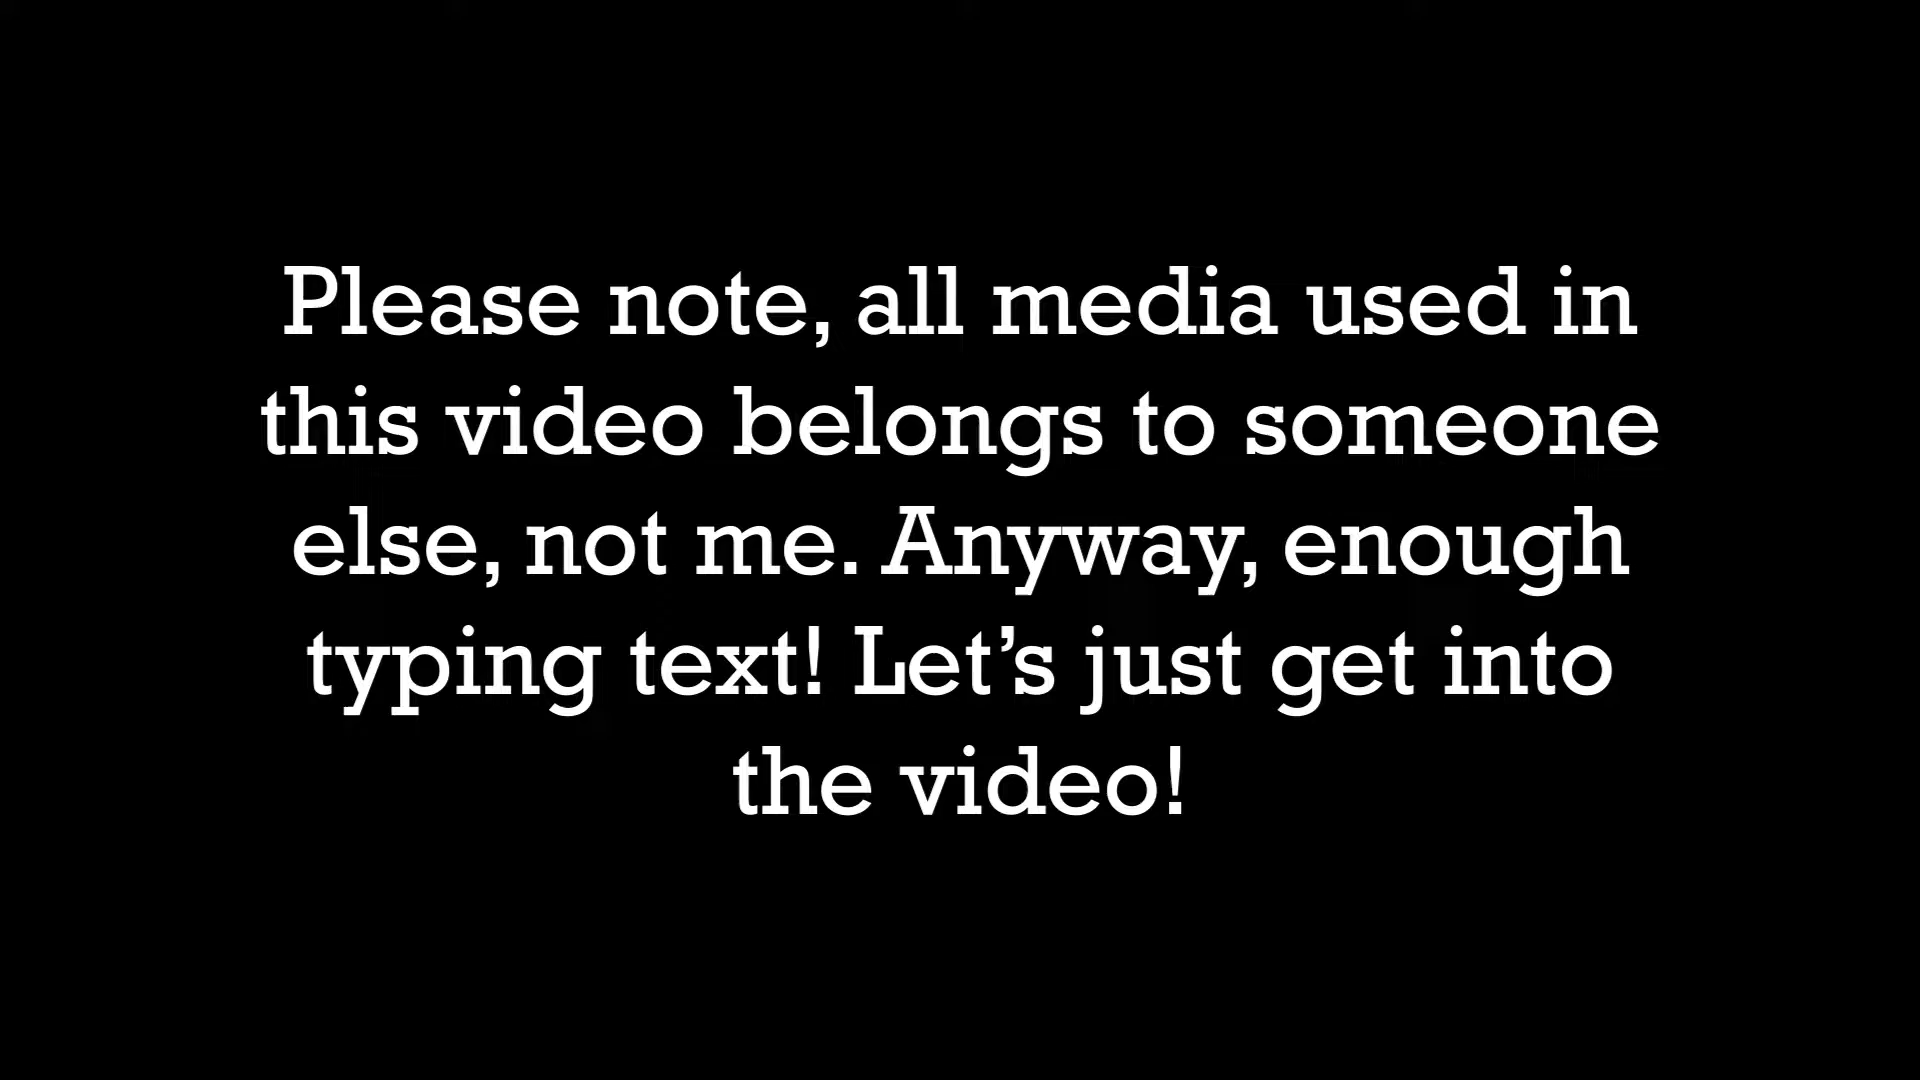 Please note, all media used in
this video belongs to someone
else, not me. Anyway, enough
typing text! Let’s just get into
the video!